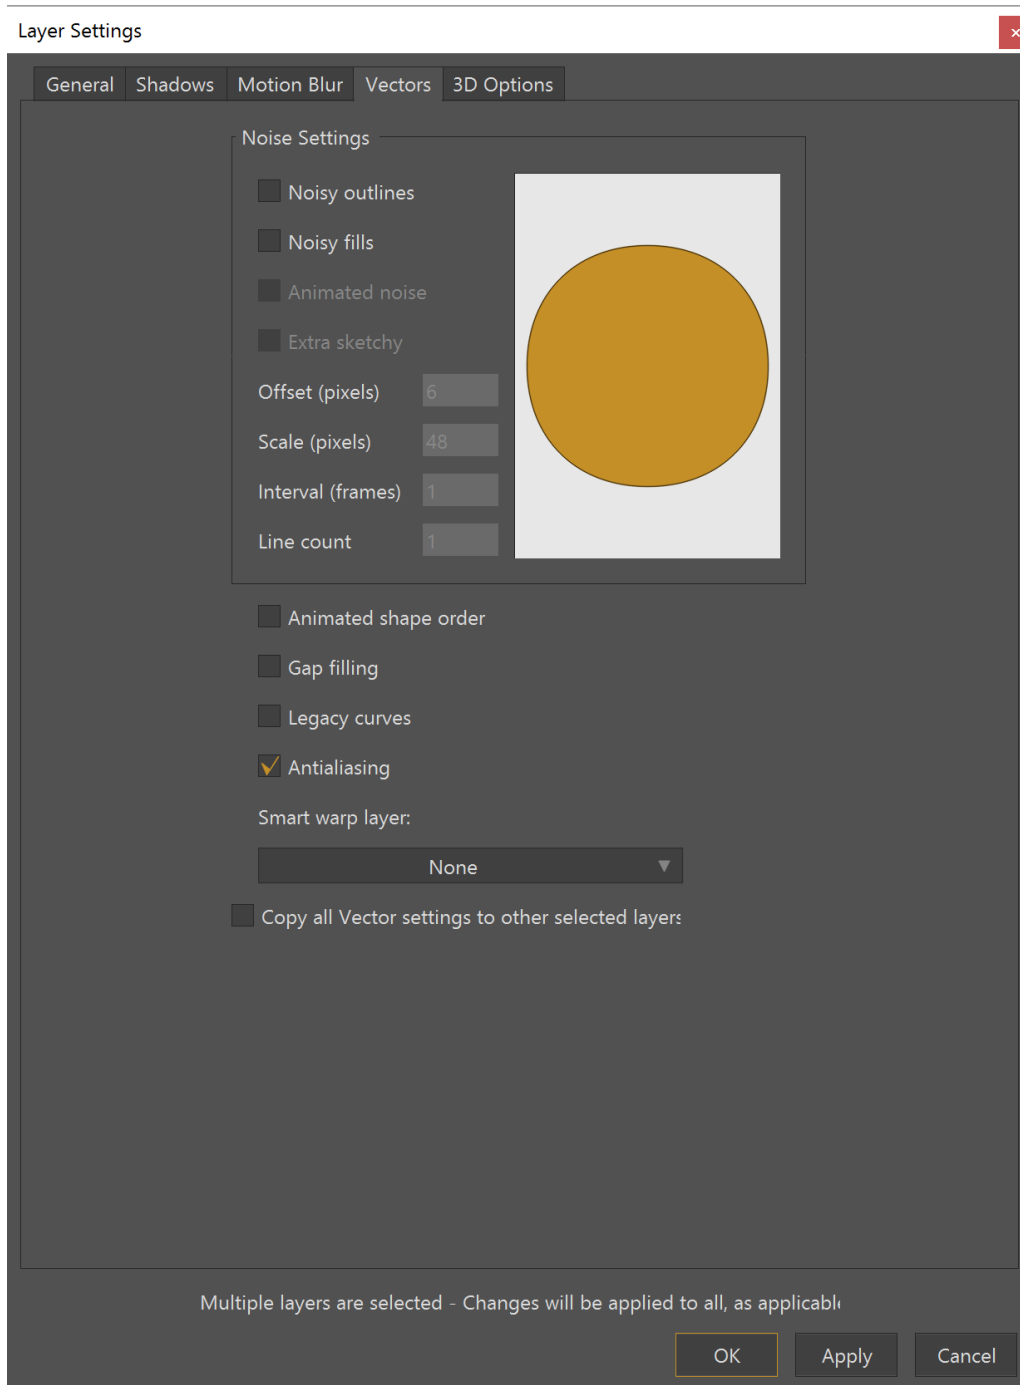 Layer Settings
General Shadows Motion Blur Vectors 3D Options
Noise Settings
Noisy outlines
Noisy fills
Animated noise
Extra sketchy
Offset (pixels) 6
Scale (pixels) 48
Interval (frames) 1
Line count 1
Animated shape order
Gap filling
Legacy curves
Antialiasing
Smart warp layer:
None
Copy all Vector settings to other selected layers
Multiple layers are selected - Changes will be applied to all, as applicabl
OK Apply Cancel